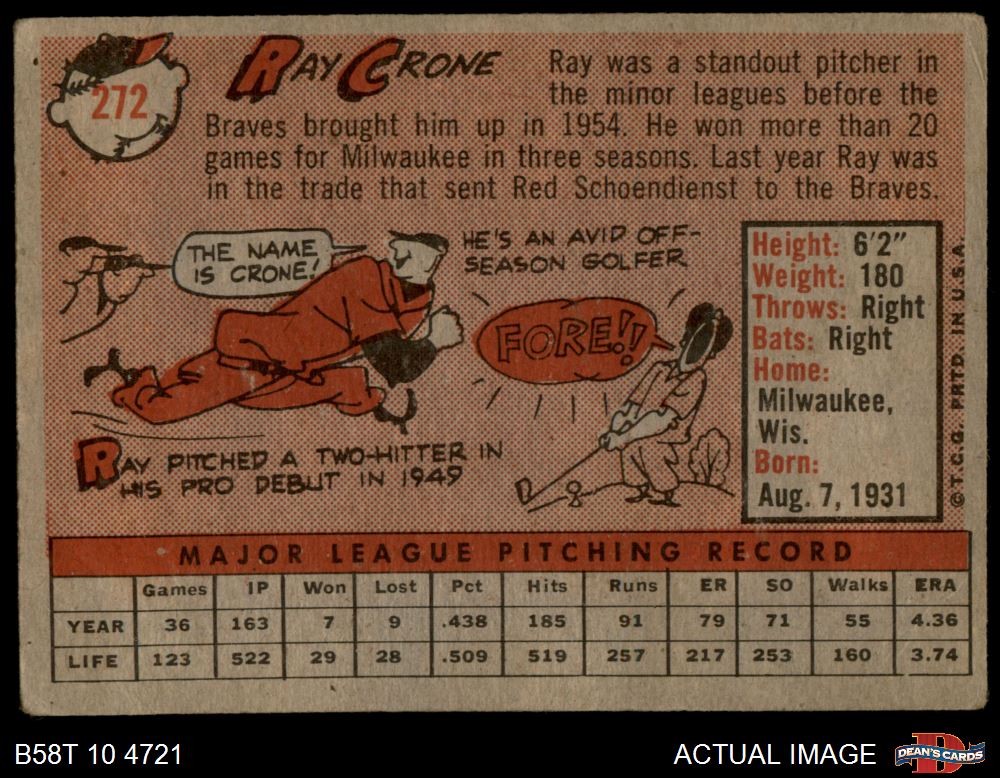 272
RAY CRONE
Ray was a standout pitcher in
the minor leagues before the
Braves brought him up in 1954. He won more than 20
games for Milwaukee in three seasons. Last year Ray was
in the trade that sent Red Schoendienst to the Braves.
THE NAME
IS CRONE!
HE'S AN AVID OFF-
SEASON GOLFER
FORE!!
RAY PITCHED A TWO-HITTER IN
HIS PRO DEBUT IN 1949
Height: 6'2"
Weight: 180
Throws: Right
Bats: Right
Home:
Milwaukee,
Wis.
Born:
Aug. 7, 1931
© T.C.G. PRTD. IN U.S.A.
MAJOR LEAGUE PITCHING RECORD
Games IP Won Lost Pct Hits Runs ER SO Walks ERA
YEAR 36 163 7 9 .438 185 91 79 71 55 4.36
LIFE 123 522 29 28 .509 519 257 217 253 160 3.74
B58T 10 4721
ACTUAL IMAGE
D
DEAN'S CARDS